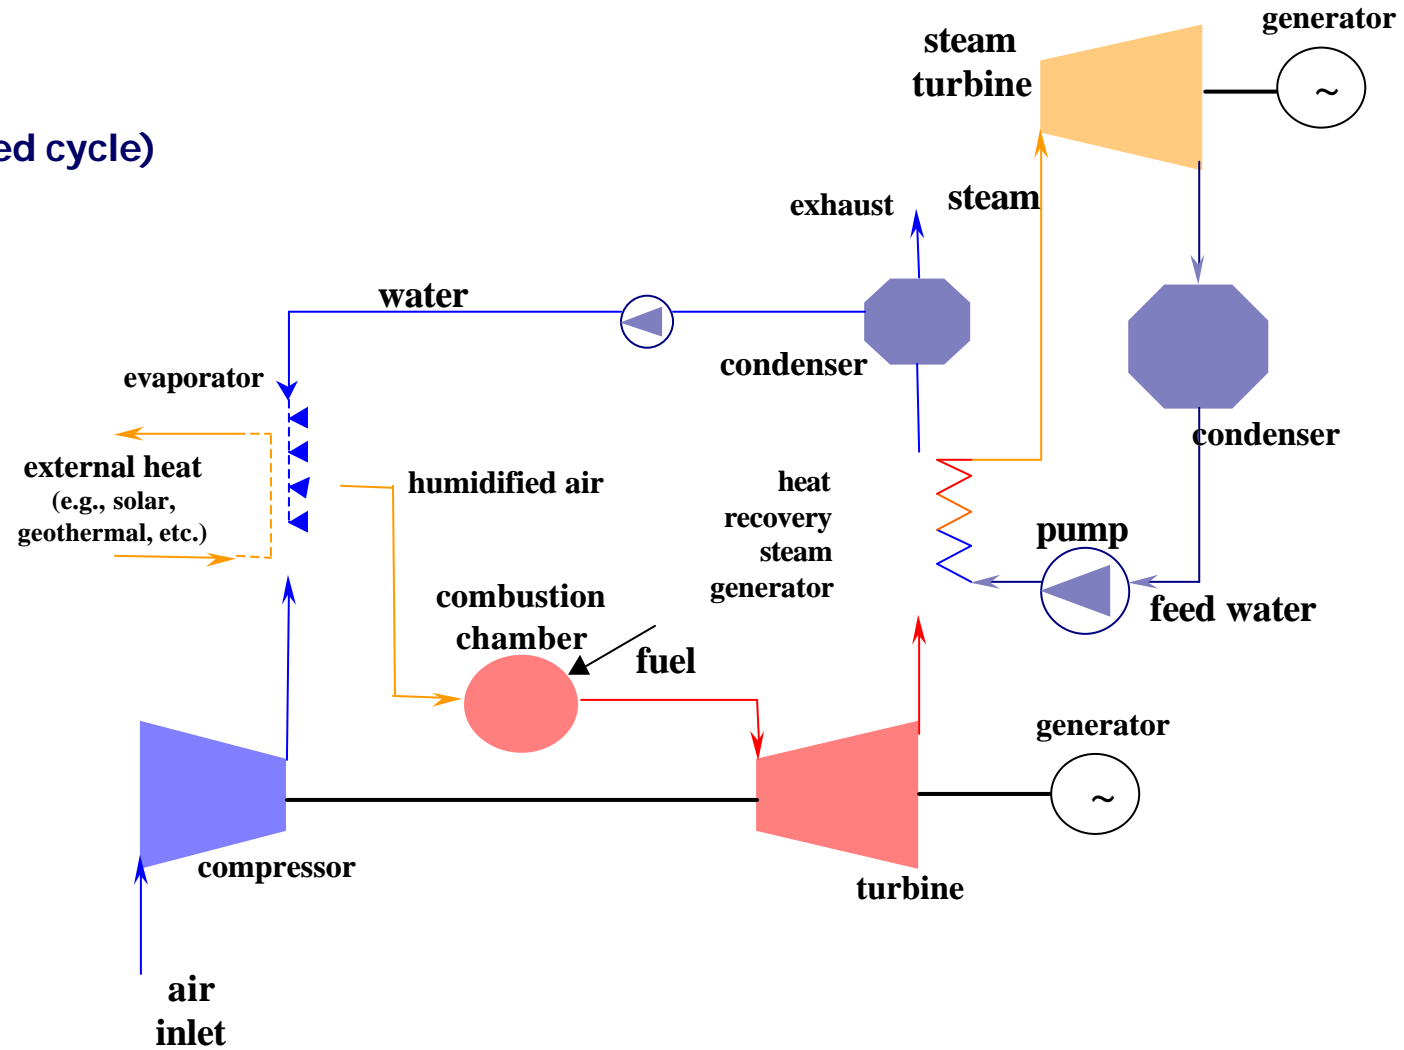 generator
steam
turbine
~
ed cycle)
exhaust
steam
water
condenser
evaporator
condenser
external heat
(e.g., solar,
geothermal, etc.)
humidified air
heat
recovery
steam
generator
pump
feed water
combustion
chamber
fuel
generator
~
compressor
turbine
air
inlet